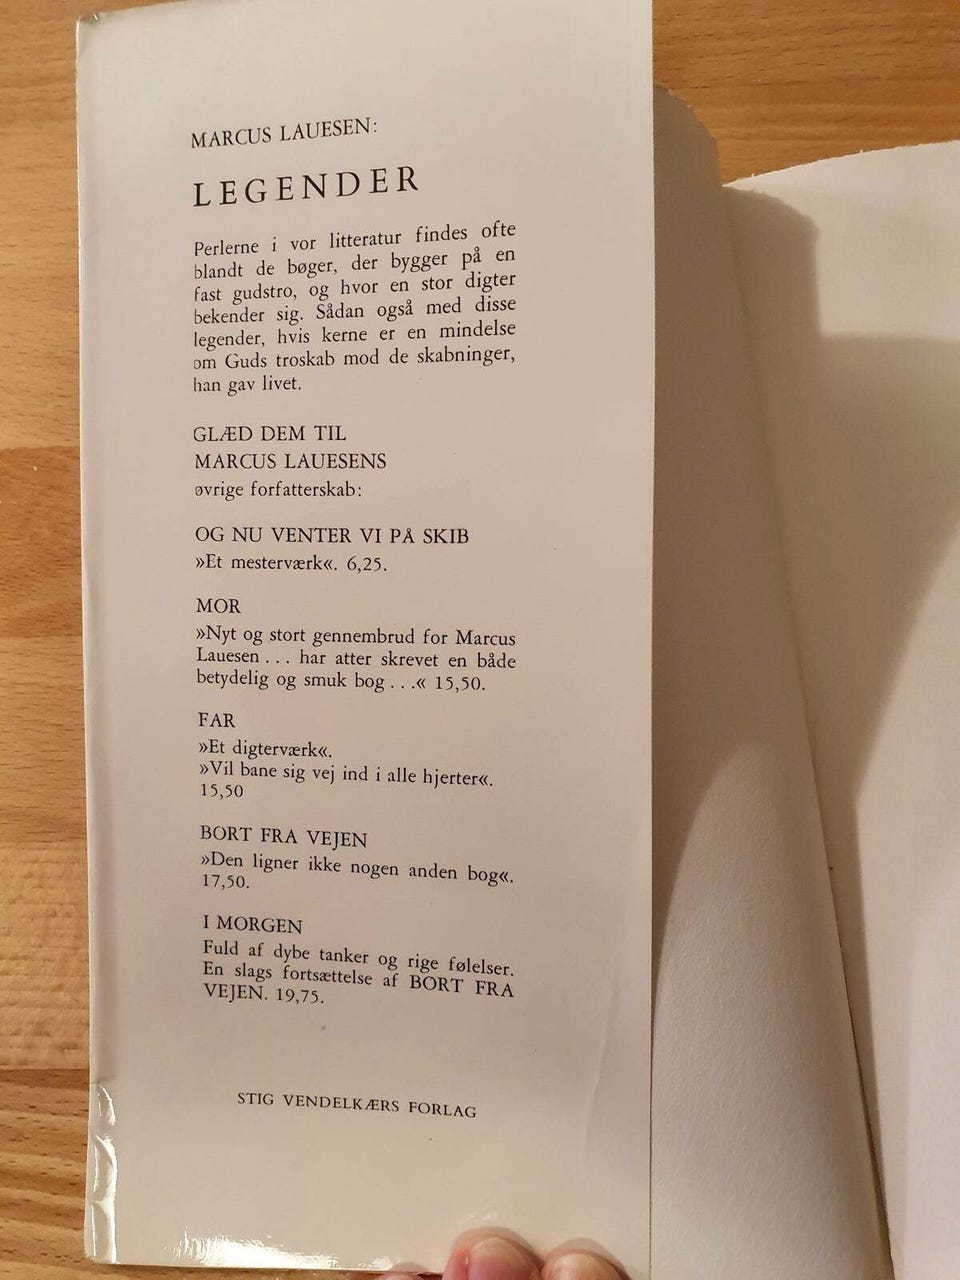 MARCUS LAUESEN:
LEGENDER
Perlerne i vor litteratur findes ofte
blandt de bøger, der bygger på en
fast gudstro, og hvor en stor digter
bekender sig. Sådan også med disse
legender, hvis kerne er en mindelse
om Guds troskab mod de skabninger,
han gav livet.
GLÆD DEM TIL
MARCUS LAUESENS
øvrige forfatterskab:
OG NU VENTER VI PÅ SKIB
»Et mesterværk«. 6,25.
MOR
»Nyt og stort gennembrud for Marcus
Lauesen . . . har atter skrevet en både
betydelig og smuk bog . . .« 15,50.
FAR
»Et digterværk«.
»Vil bane sig vej ind i alle hjerter«.
15,50
BORT FRA VEJEN
»Den ligner ikke nogen anden bog«.
17,50.
I MORGEN
Fuld af dybe tanker og rige følelser.
En slags fortsættelse af BORT FRA
VEJEN. 19,75.
STIG VENDELKÆRS FORLAG